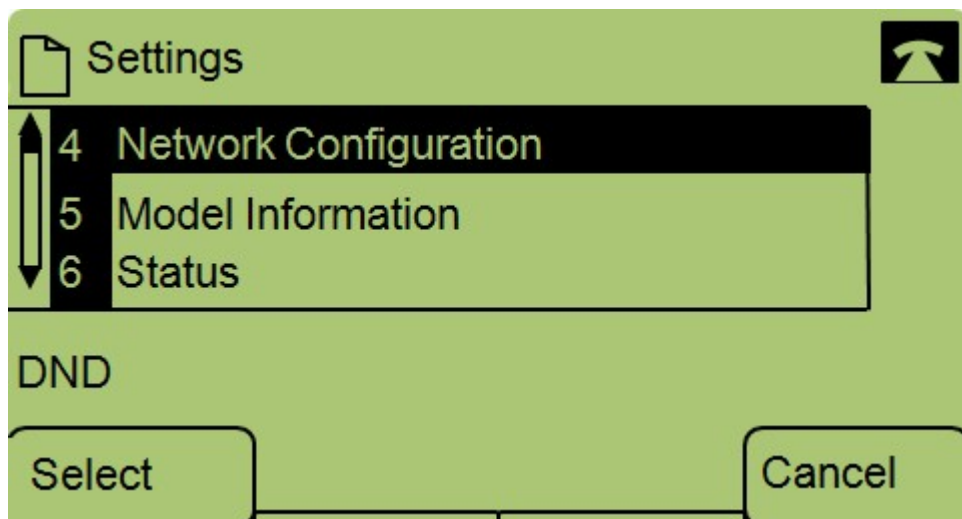 Settings
4 Network Configuration
5 Model Information
6 Status
DND
Select Cancel